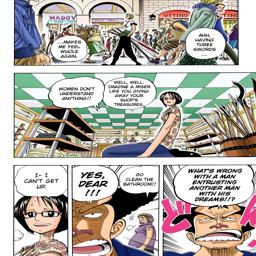 MADOY
...MAKES
ME FEEL
WHOLE
AGAIN.
AHH,
HAVING
THREE
SWORDS
...
WOMEN DON'T
UNDERSTAND
ANYTHING!!
WELL, WELL.
IMAGINE A MISER
LIKE YOU GIVING
AWAY YOUR
SHOP'S
TREASURES.
I- I
CAN'T GET
UP.
YES,
DEAR
!!!
GO
CLEAN THE
BATHROOM!!
WHAT'S WRONG
WITH A MAN
ENTRUSTING
ANOTHER MAN
WITH HIS
DREAMS!!?